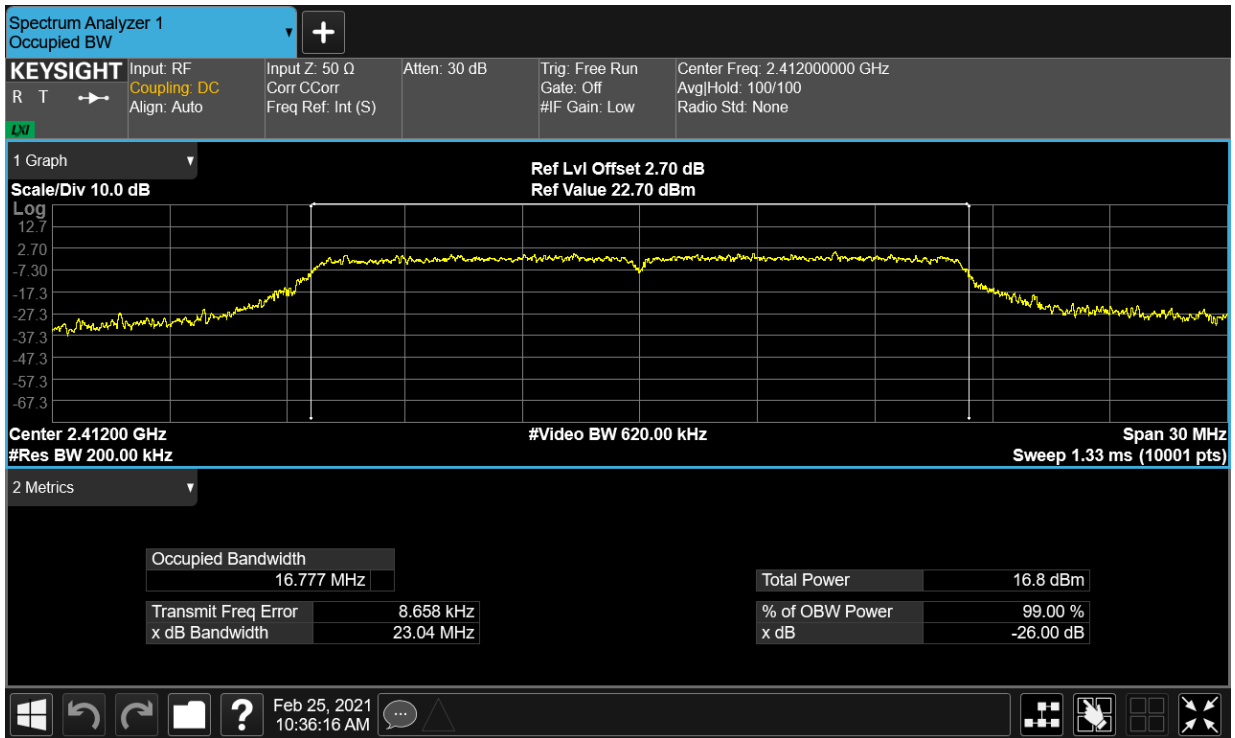 Spectrum Analyzer 1
Occupied BW
KEYSIGHT
R T
LXI
Input: RF
Coupling: DC
Align: Auto
Input Z: 50 Ω
Corr CCorr
Freq Ref: Int (S)
Atten: 30 dB
Trig: Free Run
Gate: Off
#IF Gain: Low
Center Freq: 2.412000000 GHz
Avg|Hold: 100/100
Radio Std: None
1 Graph
Scale/Div 10.0 dB
Ref Lvl Offset 2.70 dB
Ref Value 22.70 dBm
Log
12.7
2.70
-7.30
-17.3
-27.3
-37.3
-47.3
-57.3
-67.3
Center 2.41200 GHz
#Res BW 200.00 kHz
#Video BW 620.00 kHz
Span 30 MHz
Sweep 1.33 ms (10001 pts)
2 Metrics
Occupied Bandwidth
16.777 MHz
Transmit Freq Error 8.658 kHz
x dB Bandwidth 23.04 MHz
Total Power 16.8 dBm
% of OBW Power 99.00 %
x dB -26.00 dB
?
Feb 25, 2021
10:36:16 AM